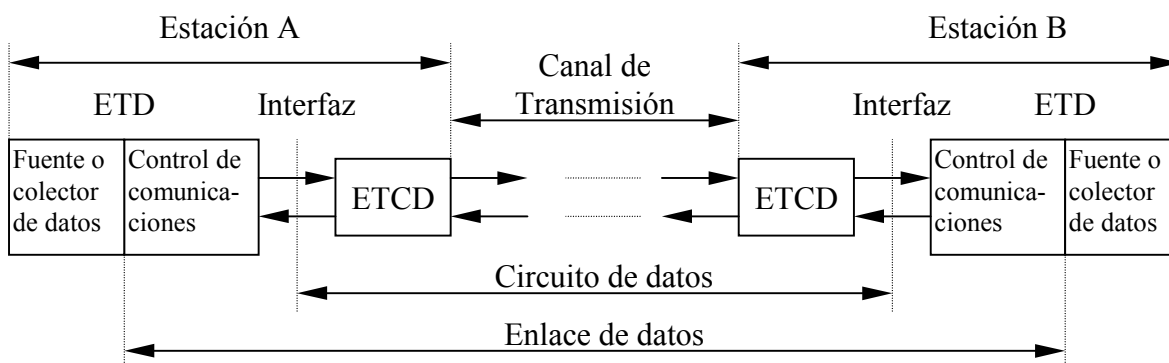 Estación A
Estación B
Canal de
Transmisión
ETD
Interfaz
Interfaz
ETD
Fuente o
colector
de datos
Control de
comunica-
ciones
ETCD
ETCD
Control de
comunica-
ciones
Fuente o
colector
de datos
Circuito de datos
Enlace de datos